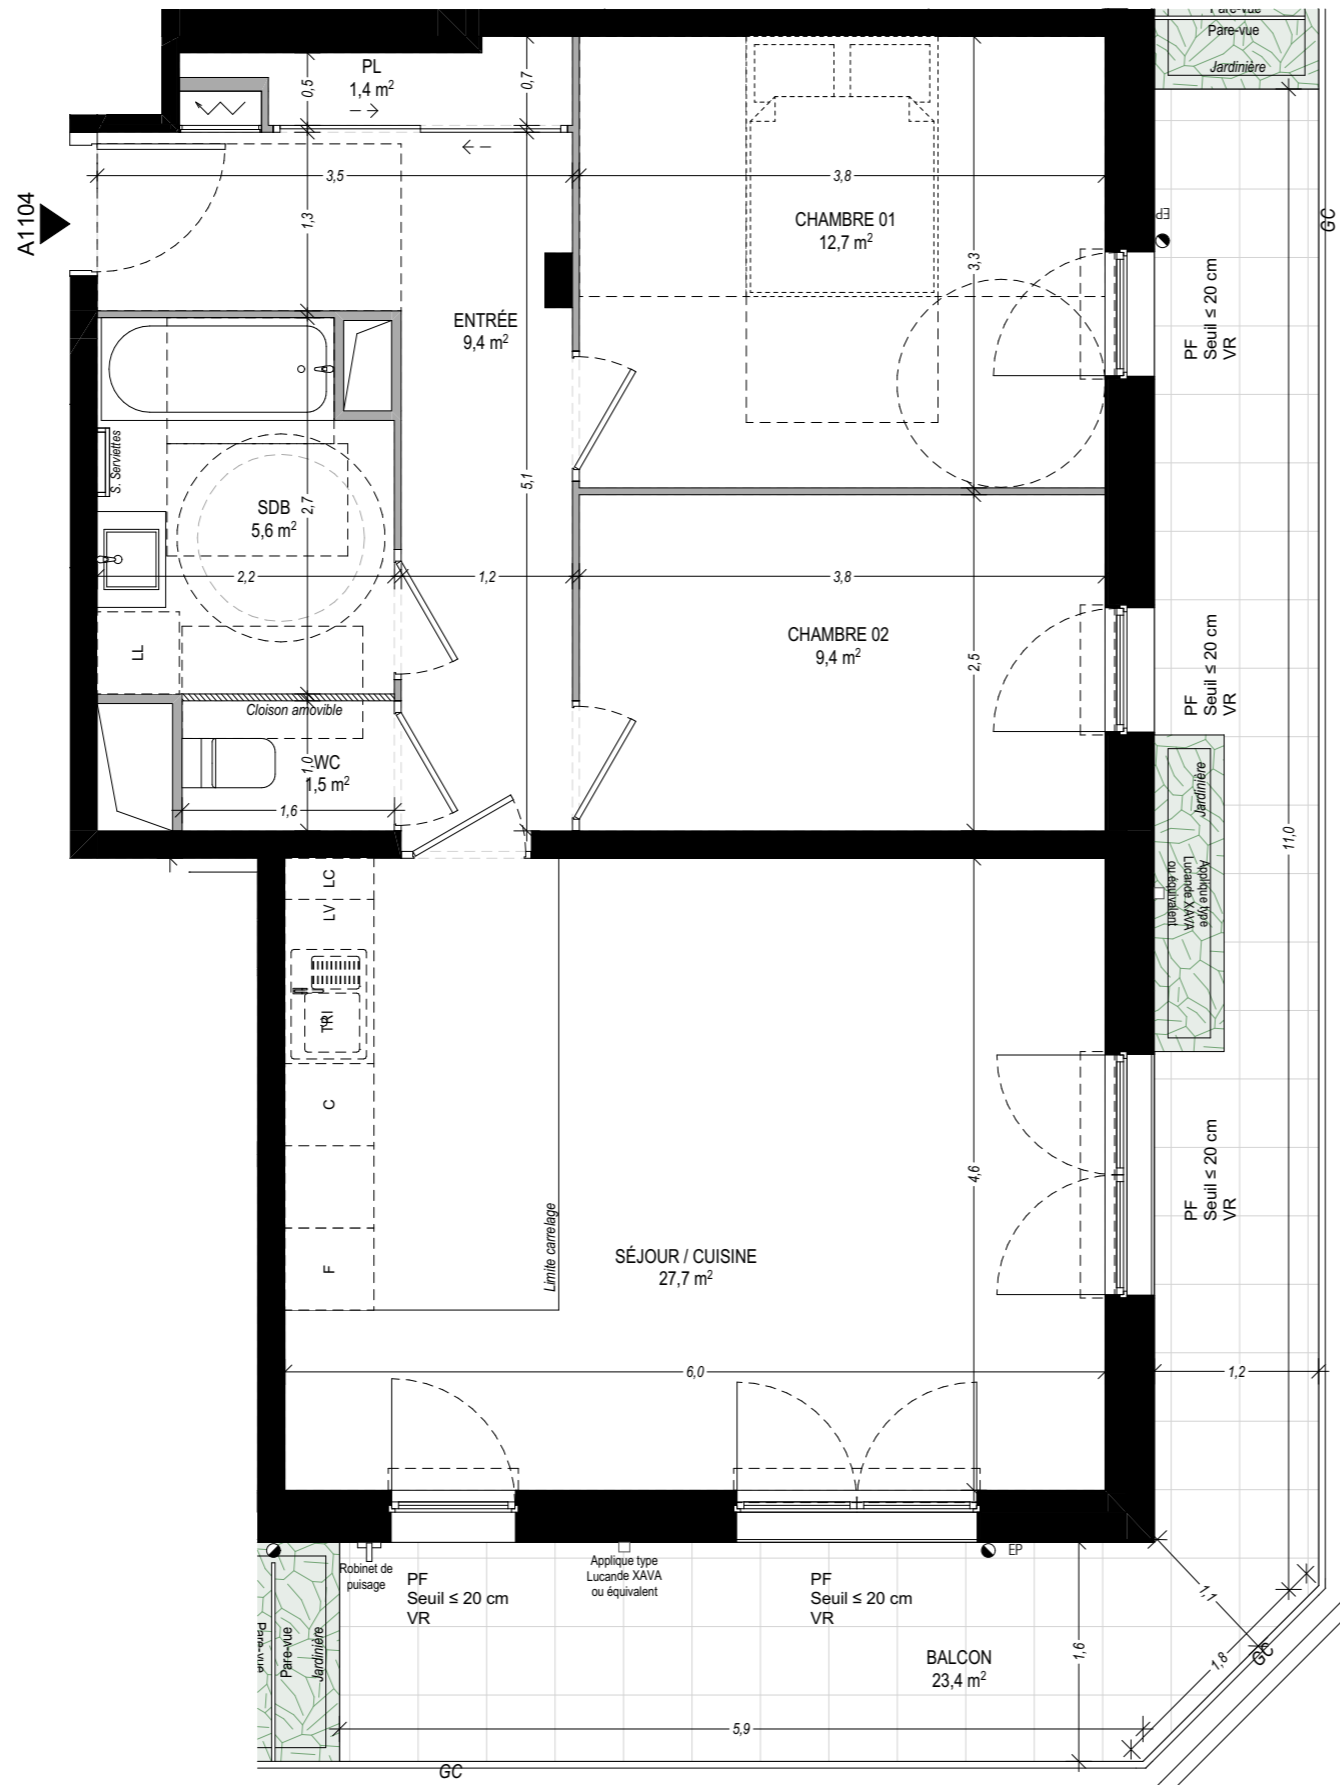 Pare-vue
Pare-vue
Jardinière
PL
1,4 m²
0,5
0,7
3,5
3,8
A1104
1,3
EP
GC
CHAMBRE 01
12,7 m²
3,3
PF
Seuil ≤ 20 cm
VR
ENTRÉE
9,4 m²
S. Serviettes
5,1
SDB
5,6 m²
2,7
2,2
1,2
3,8
CHAMBRE 02
9,4 m²
2,5
PF
Seuil ≤ 20 cm
VR
LL
Cloison amovible
WC
1,5 m²
1,0
1,6
Jardinière
11,0
Applique type
Lucande XAVA
ou équivalent
LC
LV
TRI
C
F
Limite carrelage
4,6
PF
Seuil ≤ 20 cm
VR
SÉJOUR / CUISINE
27,7 m²
6,0
1,2
Robinet de
puisage
PF
Seuil ≤ 20 cm
VR
Applique type
Lucande XAVA
ou équivalent
PF
Seuil ≤ 20 cm
VR
EP
1,1
1,8
GC
1,6
BALCON
23,4 m²
Pare-vue
Pare-vue
Jardinière
5,9
GC